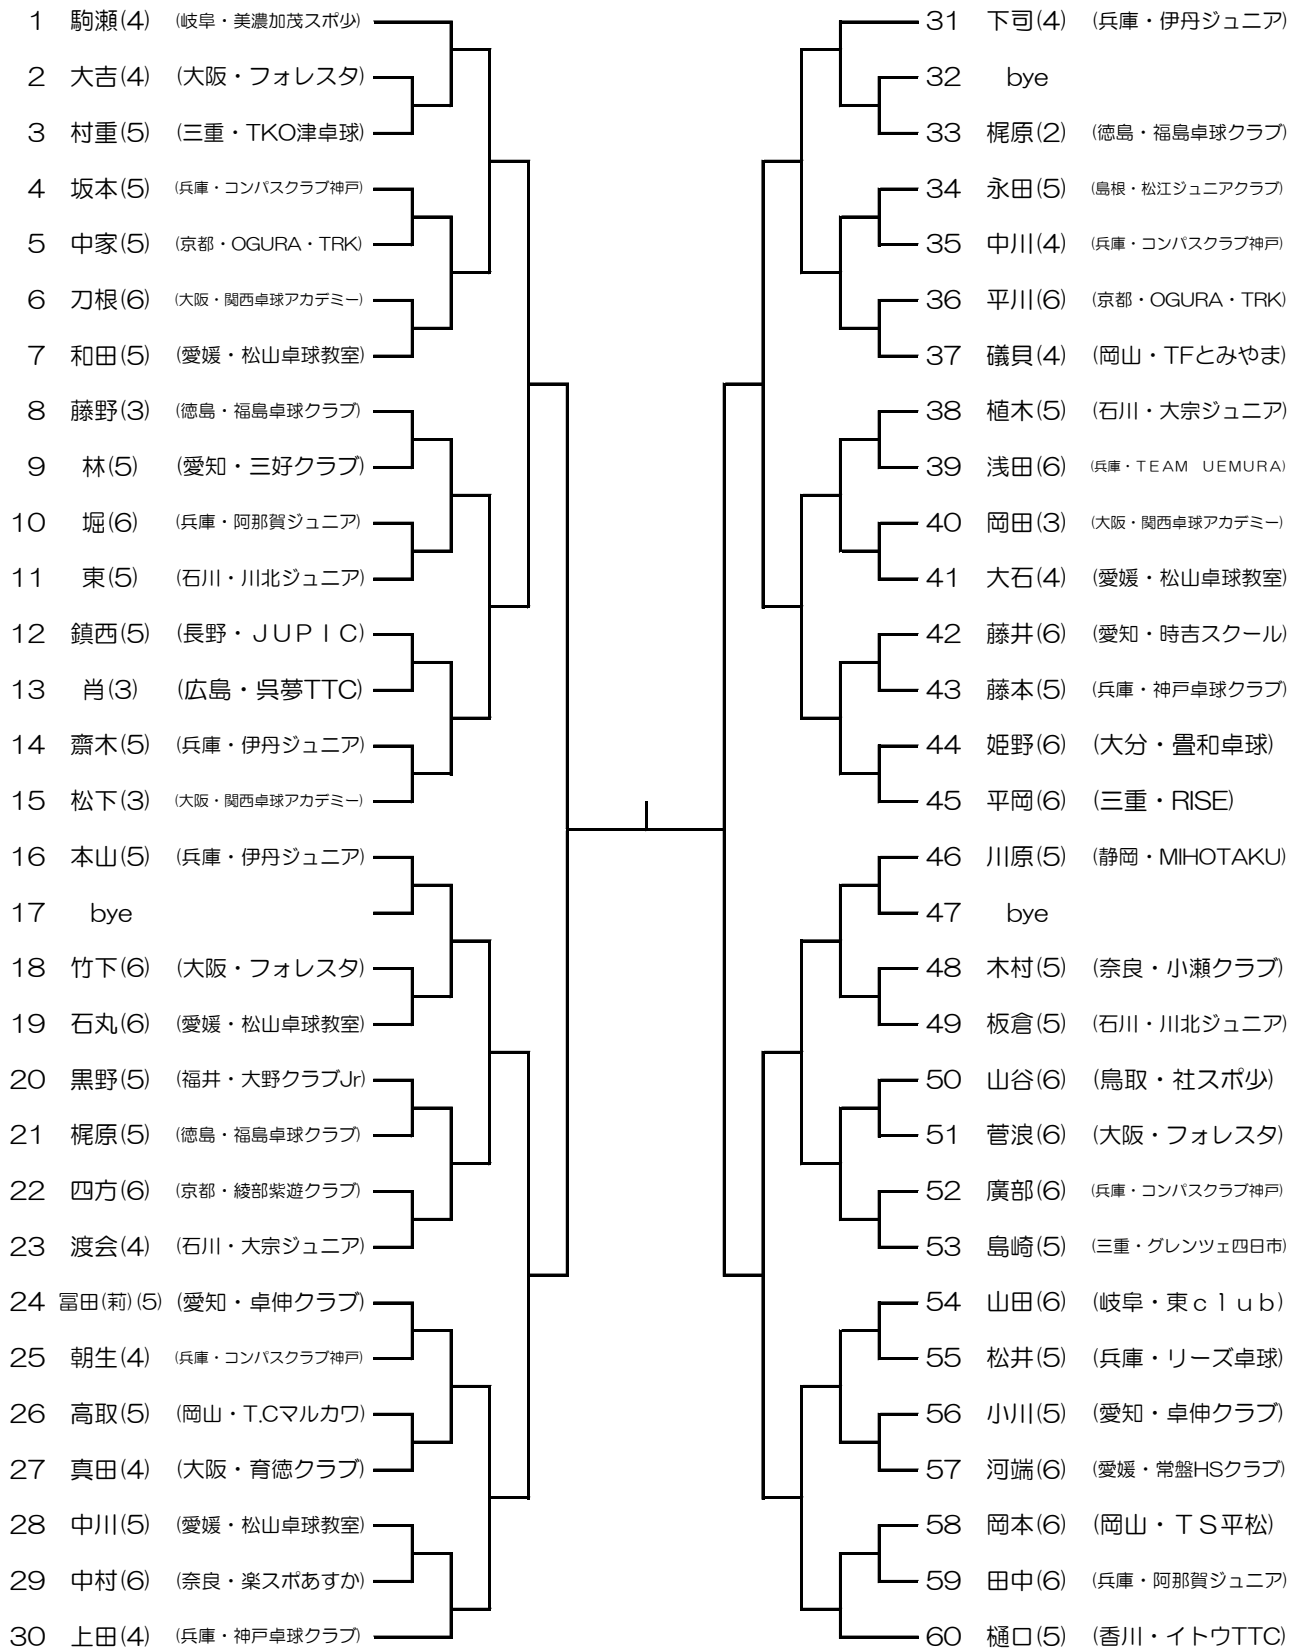 1 駒瀬(4) (岐阜・美濃加茂スポ少)
2 大吉(4) (大阪・フォレスタ)
3 村重(5) (三重・TKO津卓球)
4 坂本(5) (兵庫・コンパスクラブ神戸)
5 中家(5) (京都・OGURA・TRK)
6 刀根(6) (大阪・関西卓球アカデミー)
7 和田(5) (愛媛・松山卓球教室)
8 藤野(3) (徳島・福島卓球クラブ)
9 林(5) (愛知・三好クラブ)
10 堀(6) (兵庫・阿那賀ジュニア)
11 東(5) (石川・川北ジュニア)
12 鎮西(5) (長野・ＪＵＰＩＣ)
13 肖(3) (広島・呉夢TTC)
14 齋木(5) (兵庫・伊丹ジュニア)
15 松下(3) (大阪・関西卓球アカデミー)
16 本山(5) (兵庫・伊丹ジュニア)
17 bye
18 竹下(6) (大阪・フォレスタ)
19 石丸(6) (愛媛・松山卓球教室)
20 黒野(5) (福井・大野クラブJr)
21 梶原(5) (徳島・福島卓球クラブ)
22 四方(6) (京都・綾部紫遊クラブ)
23 渡会(4) (石川・大宗ジュニア)
24 冨田(莉)(5) (愛知・卓伸クラブ)
25 朝生(4) (兵庫・コンパスクラブ神戸)
26 高取(5) (岡山・T.Cマルカワ)
27 真田(4) (大阪・育徳クラブ)
28 中川(5) (愛媛・松山卓球教室)
29 中村(6) (奈良・楽スポあすか)
30 上田(4) (兵庫・神戸卓球クラブ)
31 下司(4) (兵庫・伊丹ジュニア)
32 bye
33 梶原(2) (徳島・福島卓球クラブ)
34 永田(5) (島根・松江ジュニアクラブ)
35 中川(4) (兵庫・コンパスクラブ神戸)
36 平川(6) (京都・OGURA・TRK)
37 礒貝(4) (岡山・TFとみやま)
38 植木(5) (石川・大宗ジュニア)
39 浅田(6) (兵庫・ＴＥＡＭ　ＵＥＭＵＲＡ)
40 岡田(3) (大阪・関西卓球アカデミー)
41 大石(4) (愛媛・松山卓球教室)
42 藤井(6) (愛知・時吉スクール)
43 藤本(5) (兵庫・神戸卓球クラブ)
44 姫野(6) (大分・畳和卓球)
45 平岡(6) (三重・RISE)
46 川原(5) (静岡・MIHOTAKU)
47 bye
48 木村(5) (奈良・小瀬クラブ)
49 板倉(5) (石川・川北ジュニア)
50 山谷(6) (鳥取・社スポ少)
51 菅浪(6) (大阪・フォレスタ)
52 廣部(6) (兵庫・コンパスクラブ神戸)
53 島崎(5) (三重・グレンツェ四日市)
54 山田(6) (岐阜・東ｃｌｕｂ)
55 松井(5) (兵庫・リーズ卓球)
56 小川(5) (愛知・卓伸クラブ)
57 河端(6) (愛媛・常盤HSクラブ)
58 岡本(6) (岡山・ＴＳ平松)
59 田中(6) (兵庫・阿那賀ジュニア)
60 樋口(5) (香川・イトウTTC)